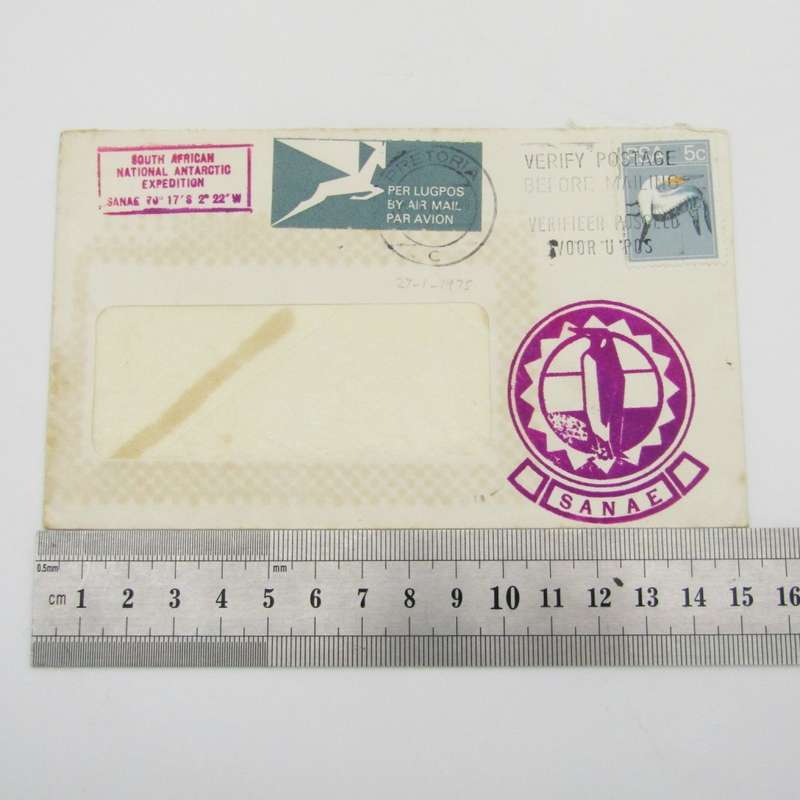 SOUTH AFRICAN
NATIONAL ANTARCTIC
EXPEDITION
SANAE 70° 17'S 2° 22'W
PER LUGPOS
BY AIR MAIL
PAR AVION
PRETORIA
C
VERIFY POSTAGE
BEFORE MAILING
VERIFIEER POSGELD
VOOR U POS
5c
27-1-1975
SANAE
0.5mm
mm
cm 1 2 3 4 5 6 7 8 9 10 11 12 13 14 15 16